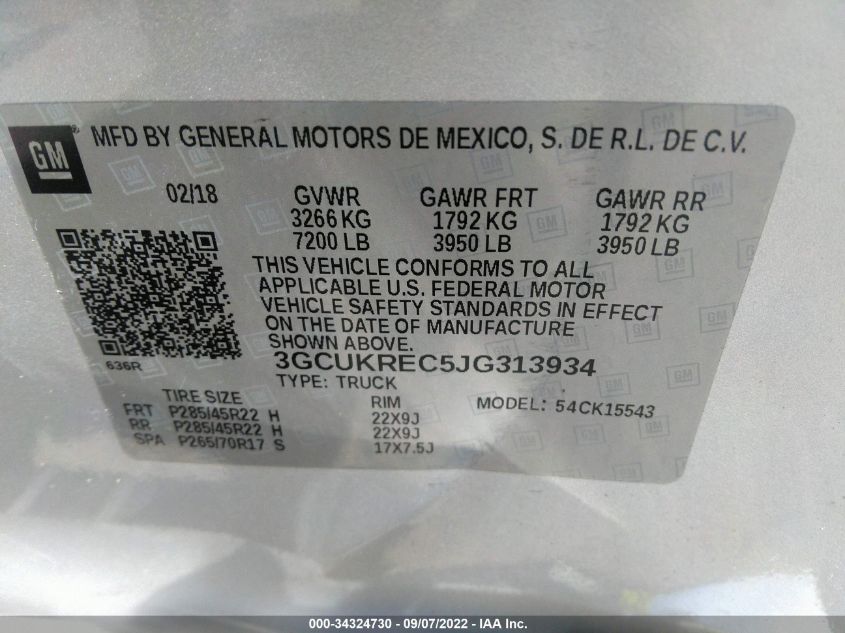 GM
MFD BY GENERAL MOTORS DE MEXICO, S. DE R.L. DE C.V.
02/18 GVWR GAWR FRT GAWR RR
3266 KG 1792 KG 1792 KG
7200 LB 3950 LB 3950 LB
THIS VEHICLE CONFORMS TO ALL
APPLICABLE U.S. FEDERAL MOTOR
VEHICLE SAFETY STANDARDS IN EFFECT
ON THE DATE OF MANUFACTURE
SHOWN ABOVE.
636R
3GCUKREC5JG313934
TYPE: TRUCK
TIRE SIZE RIM MODEL: 54CK15543
FRT P285/45R22 H 22X9J
RR P285/45R22 H 22X9J
SPA P265/70R17 S 17X7.5J
000-34324730 - 09/07/2022 - IAA Inc.